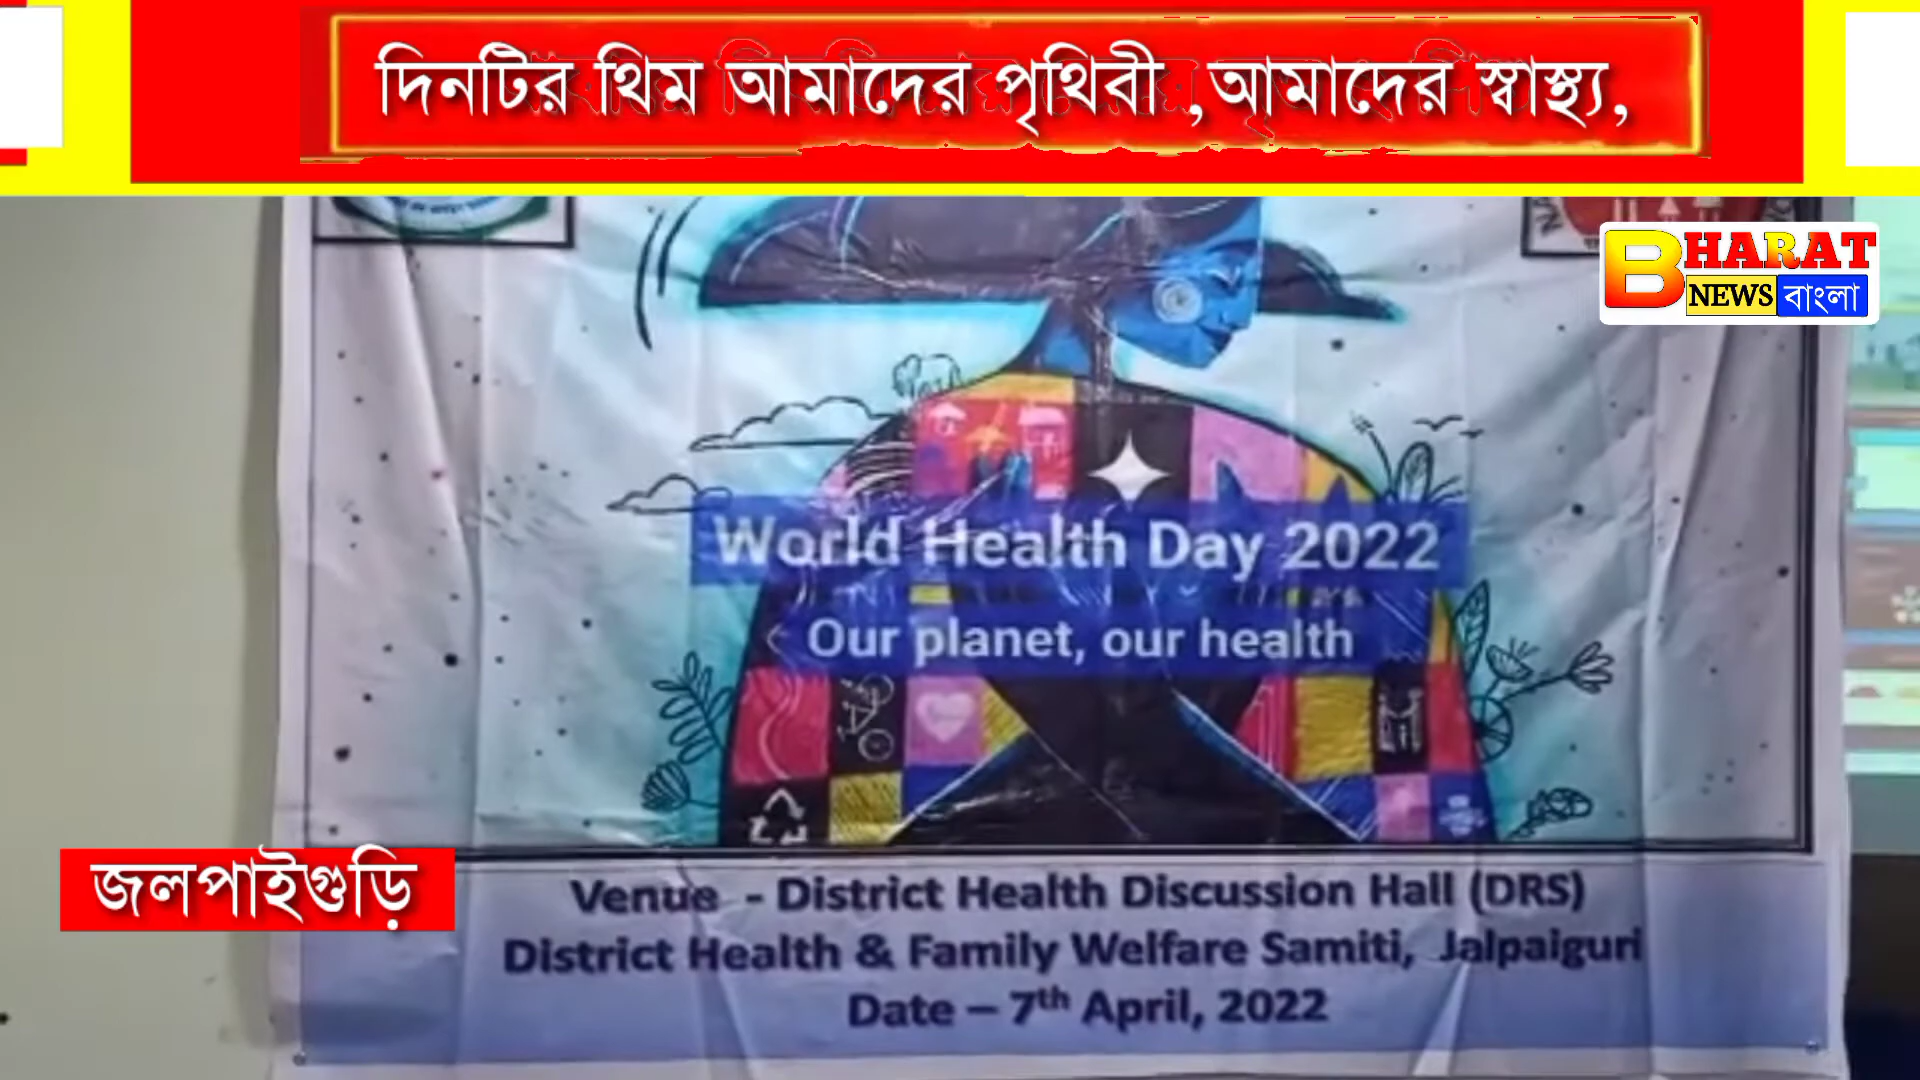 দিনটির থিম আমাদের পৃথিবী ,আমাদের স্বাস্থ্য,
BHARAT
NEWS বাংলা
World Health Day 2022
Our planet, our health
জলপাইগুড়ি
Venue - District Health Discussion Hall (DRS)
District Health & Family Welfare Samiti, Jalpaiguri
Date – 7th April, 2022